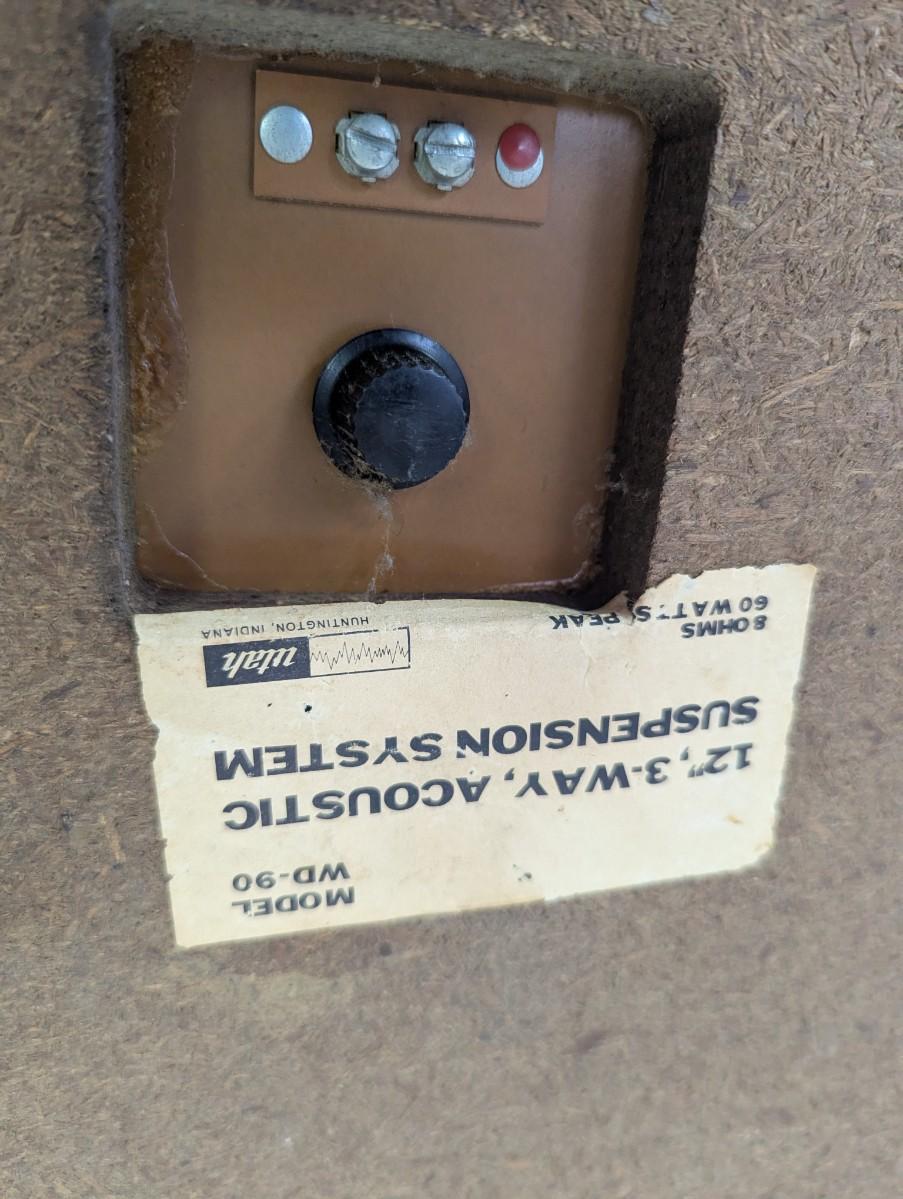 MODEL
WD-90
12", 3-WAY, ACOUSTIC
SUSPENSION SYSTEM
8 OHMS
60 WATTS PEAK
utah
HUNTINGTON, INDIANA